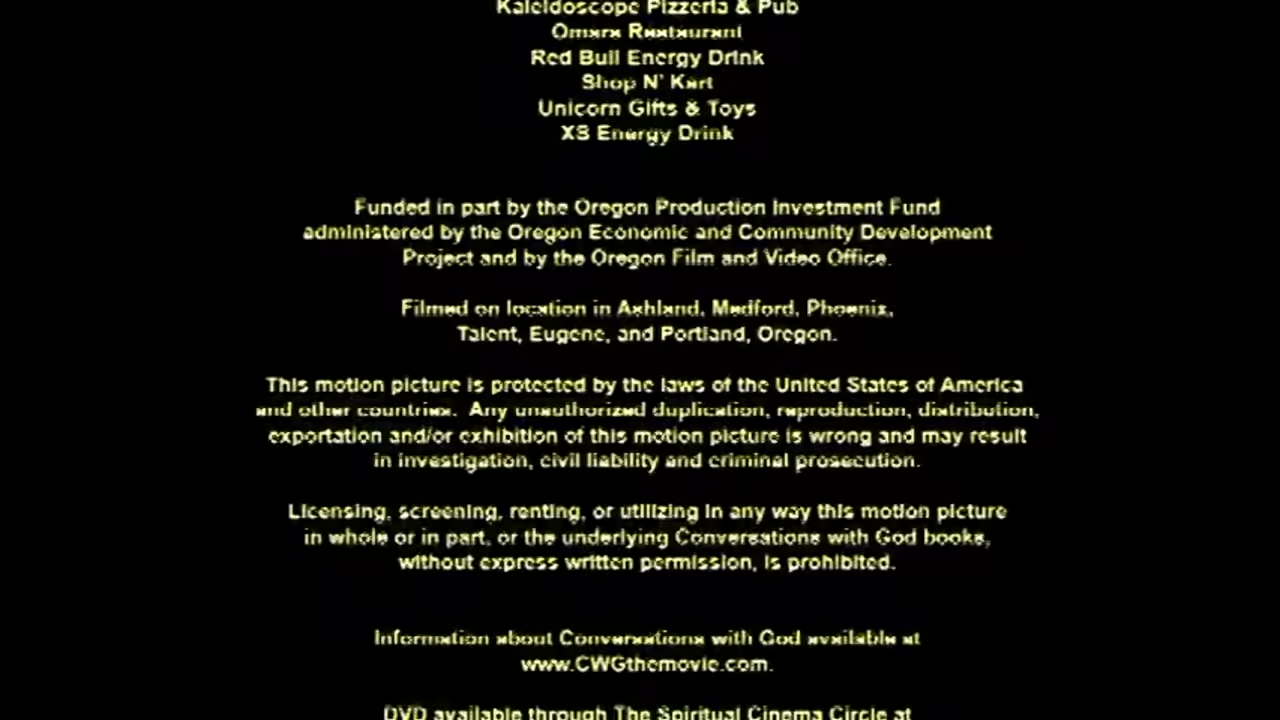 Kaleidoscope Pizzeria & Pub
Omars Restaurant
Red Bull Energy Drink
Shop N' Kart
Unicorn Gifts & Toys
XS Energy Drink
Funded in part by the Oregon Production Investment Fund
administered by the Oregon Economic and Community Development
Project and by the Oregon Film and Video Office.
Filmed on location in Ashland, Medford, Phoenix,
Talent, Eugene, and Portland, Oregon.
This motion picture is protected by the laws of the United States of America
and other countries. Any unauthorized duplication, reproduction, distribution,
exportation and/or exhibition of this motion picture is wrong and may result
in investigation, civil liability and criminal prosecution.
Licensing, screening, renting, or utilizing in any way this motion picture
in whole or in part, or the underlying Conversations with God books,
without express written permission, is prohibited.
Information about Conversations with God available at
www.CWGthemovie.com.
DVD available through The Spiritual Cinema Circle at